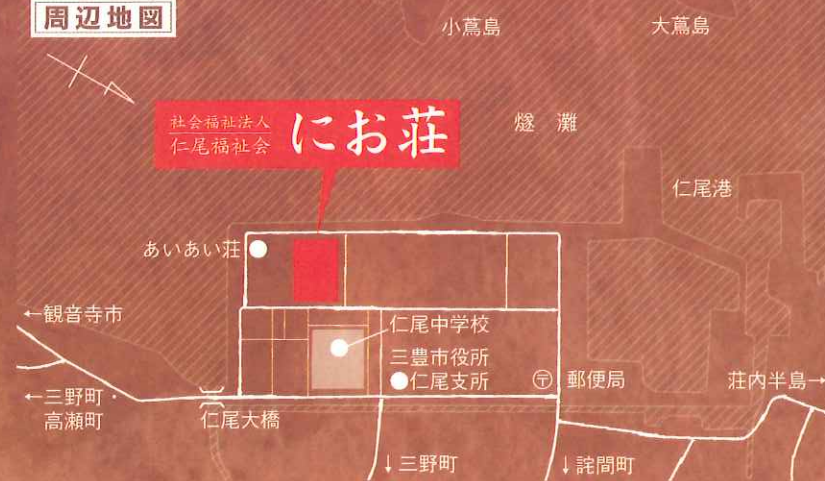 周辺地図
小蔦島
大蔦島
社会福祉法人
仁尾福祉会
にお荘
燧 灘
仁尾港
あいあい荘
←観音寺市
仁尾中学校
三豊市役所
仁尾支所
〒 郵便局
荘内半島→
←三野町・
高瀬町
仁尾大橋
↓三野町
↓詫間町